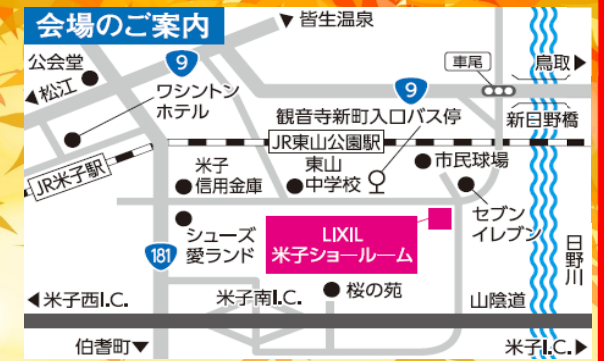 会場のご案内
▼皆生温泉
公会堂
9
車尾
鳥取▶
◀松江
ワシントン
ホテル
9
観音寺新町入口バス停
新日野橋
JR東山公園駅
JR米子駅
米子
信用金庫
東山
中学校
市民球場
シューズ
愛ランド
LIXIL
米子ショールーム
セブン
イレブン
181
日野川
◀米子西I.C.
米子南I.C.
桜の苑
山陰道
伯耆町▼
米子I.C.▶